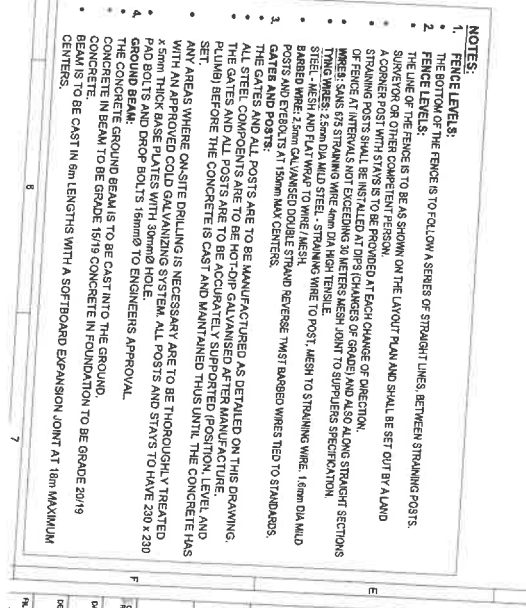 NOTES:
1. FENCE LEVELS:
• THE BOTTOM OF THE FENCE IS TO FOLLOW A SERIES OF STRAIGHT LINES, BETWEEN STRAINING POSTS.
2. FENCE LEVELS:
• THE LINE OF THE FENCE IS TO BE AS SHOWN ON THE LAYOUT PLAN AND SHALL BE SET OUT BY A LAND
SURVEYOR OR OTHER COMPETENT PERSON.
• A CORNER POST WITH STAYS IS TO BE PROVIDED AT EACH CHANGE OF DIRECTION.
• STRAINING POSTS SHALL BE INSTALLED AT DIPS (CHANGES OF GRADE) AND ALSO ALONG STRAIGHT SECTIONS
OF FENCE AT INTERVALS NOT EXCEEDING 30 METERS MESH JOINT TO SUPPLIERS SPECIFICATION.
• WIRES: SANS 675 STRAINING WIRE 4mm DIA HIGH TENSILE.
• TYING WIRES: 2.5mm DIA MILD STEEL - STRAINING WIRE TO POST, MESH TO STRAINING WIRE. 1.6mm DIA MILD
STEEL - MESH AND FLAT WRAP TO WIRE / MESH.
• BARBED WIRE: 2,5mm GALVANISED DOUBLE STRAND REVERSE TWIST BARBED WIRES TIED TO STANDARDS,
POSTS AND EYEBOLTS AT 150mm MAX CENTERS.
3. GATES AND POSTS:
• THE GATES AND ALL POSTS ARE TO BE MANUFACTURED AS DETAILED ON THIS DRAWING.
• ALL STEEL COMPOENTS ARE TO BE HOT-DIP GALVANISED AFTER MANUFACTURE.
• THE GATES AND ALL POSTS ARE TO BE ACCURATELY SUPPORTED (POSITION, LEVEL AND
PLUMB) BEFORE THE CONCRETE IS CAST AND MAINTAINED THUS UNTIL THE CONCRETE HAS
SET.
• ANY AREAS WHERE ON-SITE DRILLING IS NECESSARY ARE TO BE THOROUGHLY TREATED
WITH AN APPROVED COLD GALVANIZING SYSTEM. ALL POSTS AND STAYS TO HAVE 230 x 230
x 5mm THICK BASE PLATES WITH 30mmØ HOLE.
• PAD BOLTS AND DROP BOLTS 16mmØ TO ENGINEERS APPROVAL.
4. GROUND BEAM:
• THE CONCRETE GROUND BEAM IS TO BE CAST INTO THE GROUND.
• CONCRETE IN BEAM TO BE GRADE 15/19 CONCRETE IN FOUNDATION TO BE GRADE 20/19
CONCRETE.
• BEAM IS TO BE CAST IN 6m LENGTHS WITH A SOFTBOARD EXPANSION JOINT AT 18m MAXIMUM
CENTERS.
6
7
E
F